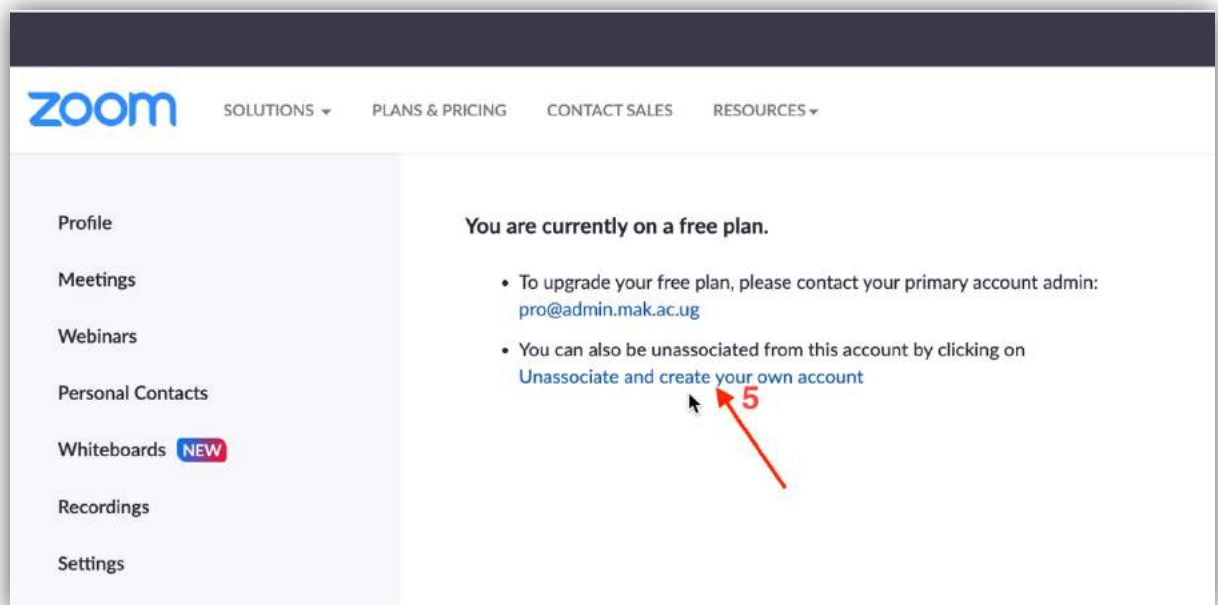 zoom SOLUTIONS PLANS & PRICING CONTACT SALES RESOURCES
Profile
Meetings
Webinars
Personal Contacts
Whiteboards NEW
Recordings
Settings
You are currently on a free plan.
• To upgrade your free plan, please contact your primary account admin:
pro@admin.mak.ac.ug
• You can also be unassociated from this account by clicking on
Unassociate and create your own account
5